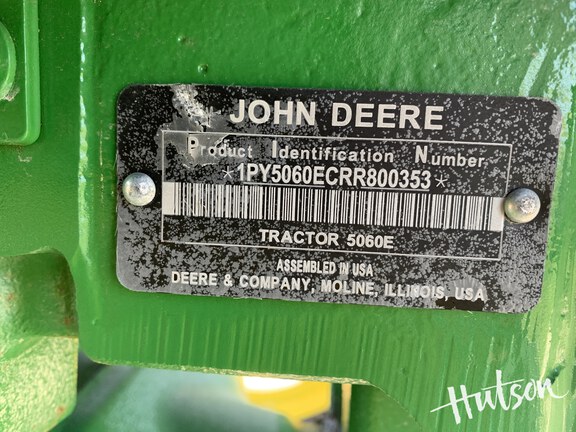 JOHN DEERE
Product Identification Number
*1PY5060ECRR800353*
TRACTOR 5060E
ASSEMBLED IN USA
DEERE & COMPANY, MOLINE, ILLINOIS, USA
Hutson